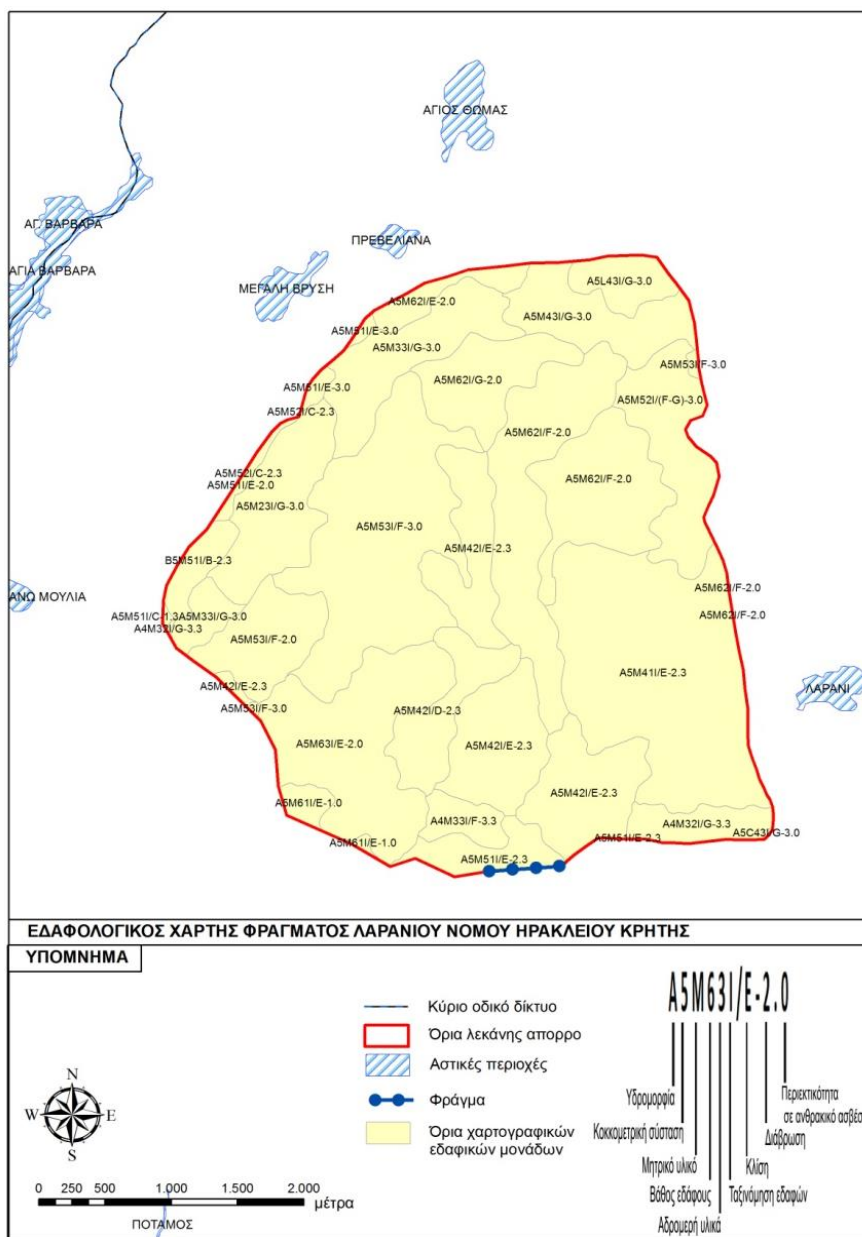 ΑΓΙΟΣ ΘΩΜΑΣ
ΑΓ. ΒΑΡΒΑΡΑ
ΠΡΕΒΕΛΙΑΝΑ
ΑΓΙΑ ΒΑΡΒΑΡΑ
ΜΕΓΑΛΗ ΒΡΥΣΗ
A5L43I/G-3.0
A5M62I/E-2.0
A5M43I/G-3.0
A5M51I/E-3.0
A5M33I/G-3.0
A5M53I/F-3.0
A5M62I/G-2.0
A5M51I/E-3.0
A5M52I/(F-G)-3.0
A5M52I/C-2.3
A5M62I/F-2.0
A5M52I/C-2.3
A5M62I/F-2.0
A5M51I/E-2.0
A5M23I/G-3.0
A5M53I/F-3.0
A5M42I/E-2.3
B5M51I/B-2.3
A5M62I/F-2.0
ΑΝΩ ΜΟΥΛΙΑ
A5M51I/C-1.3
A5M33I/G-3.0
A5M62I/F-2.0
A4M32I/G-3.3
A5M53I/F-2.0
A5M41I/E-2.3
A5M42I/E-2.3
ΛΑΡΑΝΙ
A5M53I/F-3.0
A5M42I/D-2.3
A5M63I/E-2.0
A5M42I/E-2.3
A5M42I/E-2.3
A5M61I/E-1.0
A4M33I/F-3.3
A4M32I/G-3.3
A5C43I/G-3.0
A5M61I/E-1.0
A5M51I/E-2.3
A5M51I/E-2.3
ΕΔΑΦΟΛΟΓΙΚΟΣ ΧΑΡΤΗΣ ΦΡΑΓΜΑΤΟΣ ΛΑΡΑΝΙΟΥ ΝΟΜΟΥ ΗΡΑΚΛΕΙΟΥ ΚΡΗΤΗΣ
ΥΠΟΜΝΗΜΑ
Κύριο οδικό δίκτυο
Όρια λεκάνης απορρο
Αστικές περιοχές
Φράγμα
Όρια χαρτογραφικών
εδαφικών μονάδων
A5M63I/E-2.0
Υδρομορφία
Κοκκομετρική σύσταση
Μητρικό υλικό
Βάθος εδάφους
Αδρομερή υλικά
Ταξινόμηση εδαφών
Κλίση
Διάβρωση
Περιεκτικότητα
σε ανθρακικό ασβέσ
N
W E
S
0 250 500 1.000 1.500 2.000
μέτρα
ΠΟΤΑΜΟΣ